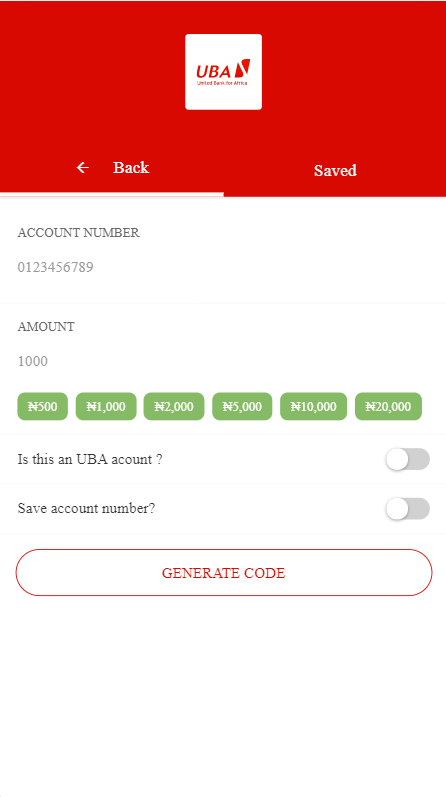 UBA
United Bank for Africa
Back
Saved
ACCOUNT NUMBER
0123456789
AMOUNT
1000
₦500 ₦1,000 ₦2,000 ₦5,000 ₦10,000 ₦20,000
Is this an UBA acount ?
Save account number?
GENERATE CODE